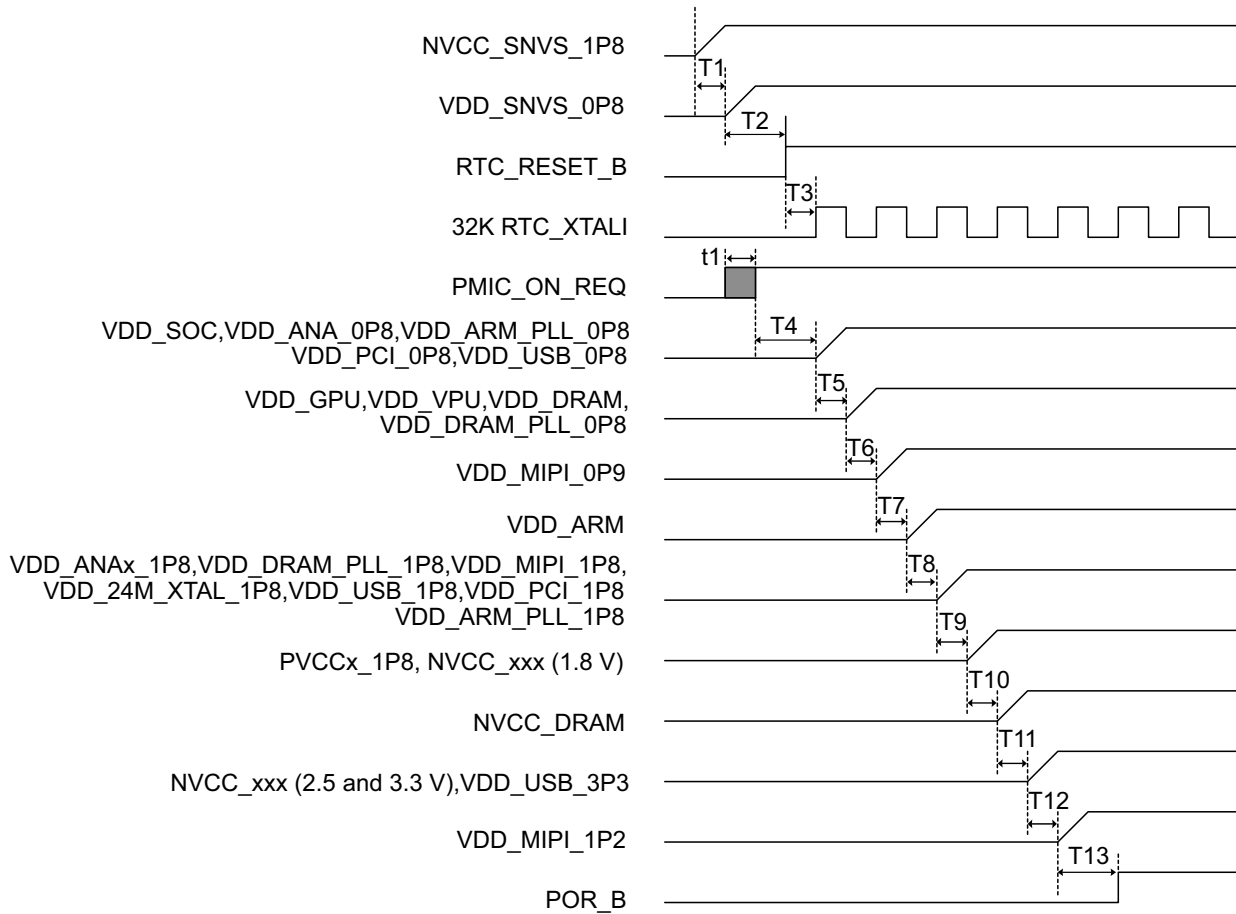 NVCC_SNVS_1P8
T1
VDD_SNVS_0P8
T2
RTC_RESET_B
T3
32K RTC_XTALI
t1
PMIC_ON_REQ
T4
VDD_SOC,VDD_ANA_0P8,VDD_ARM_PLL_0P8
VDD_PCI_0P8,VDD_USB_0P8
T5
VDD_GPU,VDD_VPU,VDD_DRAM,
VDD_DRAM_PLL_0P8
T6
VDD_MIPI_0P9
T7
VDD_ARM
T8
VDD_ANAx_1P8,VDD_DRAM_PLL_1P8,VDD_MIPI_1P8,
VDD_24M_XTAL_1P8,VDD_USB_1P8,VDD_PCI_1P8
VDD_ARM_PLL_1P8
T9
PVCCx_1P8, NVCC_xxx (1.8 V)
T10
NVCC_DRAM
T11
NVCC_xxx (2.5 and 3.3 V),VDD_USB_3P3
T12
VDD_MIPI_1P2
T13
POR_B